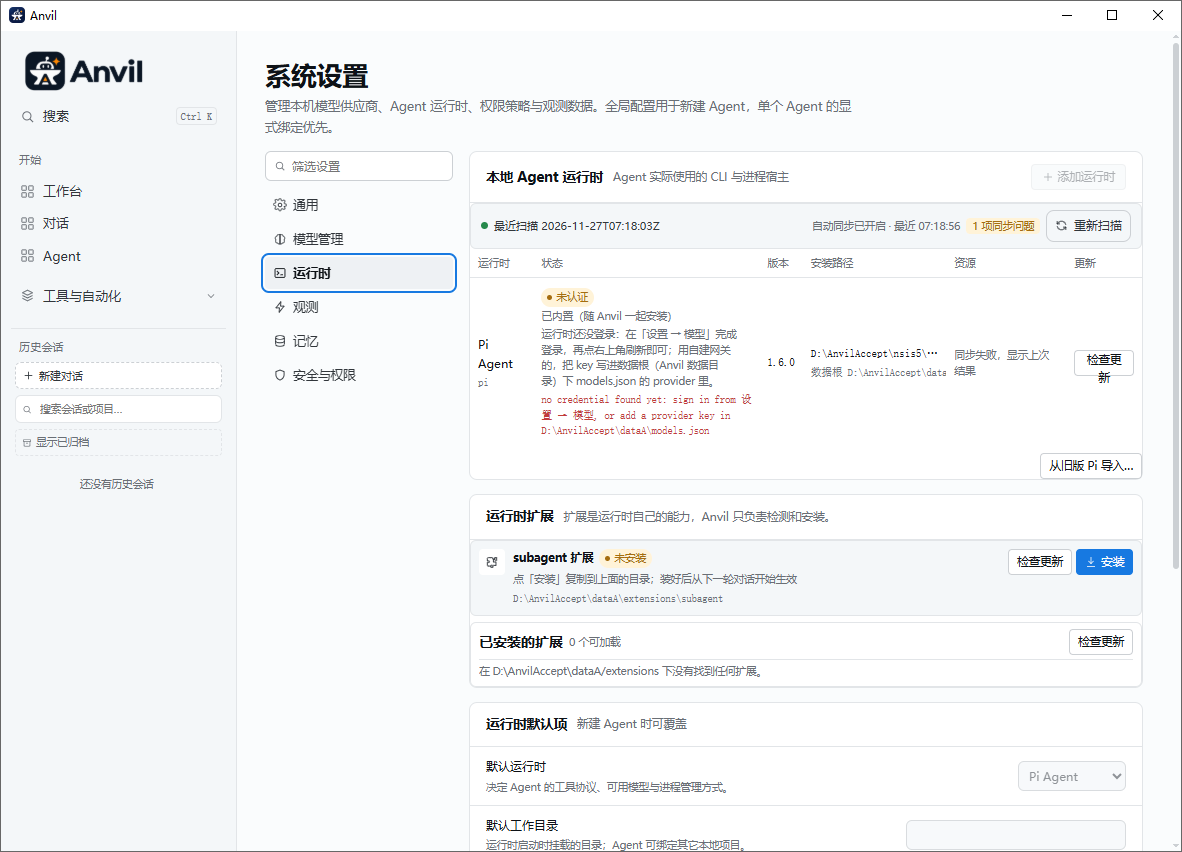 Anvil
Anvil
搜索
Ctrl K
开始
工作台
对话
Agent
工具与自动化
历史会话
+ 新建对话
搜索会话或项目...
显示已归档
还没有历史会话
系统设置
管理本机模型供应商、Agent 运行时、权限策略与观测数据。全局配置用于新建 Agent，单个 Agent 的显
式绑定优先。
筛选设置
通用
模型管理
运行时
观测
记忆
安全与权限
本地 Agent 运行时 Agent 实际使用的 CLI 与进程宿主
+ 添加运行时
最近扫描 2026-11-27T07:18:03Z
自动同步已开启 · 最近 07:18:56 1 项同步问题
重新扫描
运行时 状态 版本 安装路径 资源 更新
Pi
Agent
pi
未认证
已内置（随 Anvil 一起安装）
运行时还没登录：在「设置 → 模型」完成
登录，再点右上角刷新即可；用自建网关
的，把 key 写进数据根（Anvil 数据目
录）下 models.json 的 provider 里。
no credential found yet: sign in from 设
置 → 模型, or add a provider key in
D:\AnvilAccept\dataA\models.json
1.6.0
D:\AnvilAccept\nsis5\…
数据根 D:\AnvilAccept\data
同步失败，显示上次
结果
检查更
新
从旧版 Pi 导入...
运行时扩展 扩展是运行时自己的能力，Anvil 只负责检测和安装。
subagent 扩展 未安装
点「安装」复制到上面的目录；装好后从下一轮对话开始生效
D:\AnvilAccept\dataA\extensions\subagent
检查更新
安装
已安装的扩展 0 个可加载
检查更新
在 D:\AnvilAccept\dataA/extensions 下没有找到任何扩展。
运行时默认项 新建 Agent 时可覆盖
默认运行时
决定 Agent 的工具协议、可用模型与进程管理方式。
Pi Agent
默认工作目录
运行时启动时挂载的目录；Agent 可绑定其它本地项目。